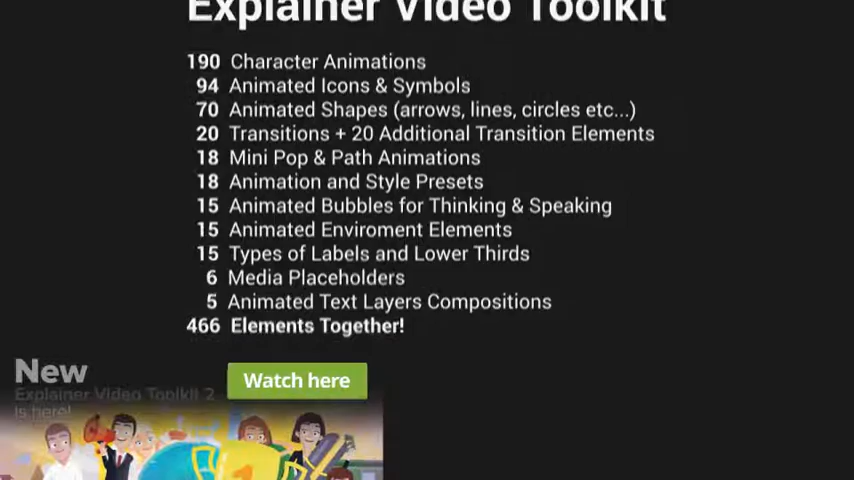 Explainer Video Toolkit
190 Character Animations
94 Animated Icons & Symbols
70 Animated Shapes (arrows, lines, circles etc...)
20 Transitions + 20 Additional Transition Elements
18 Mini Pop & Path Animations
18 Animation and Style Presets
15 Animated Bubbles for Thinking & Speaking
15 Animated Enviroment Elements
15 Types of Labels and Lower Thirds
6 Media Placeholders
5 Animated Text Layers Compositions
466 Elements Together!
New
Watch here
Explainer Video Toolkit 2
is here!
1